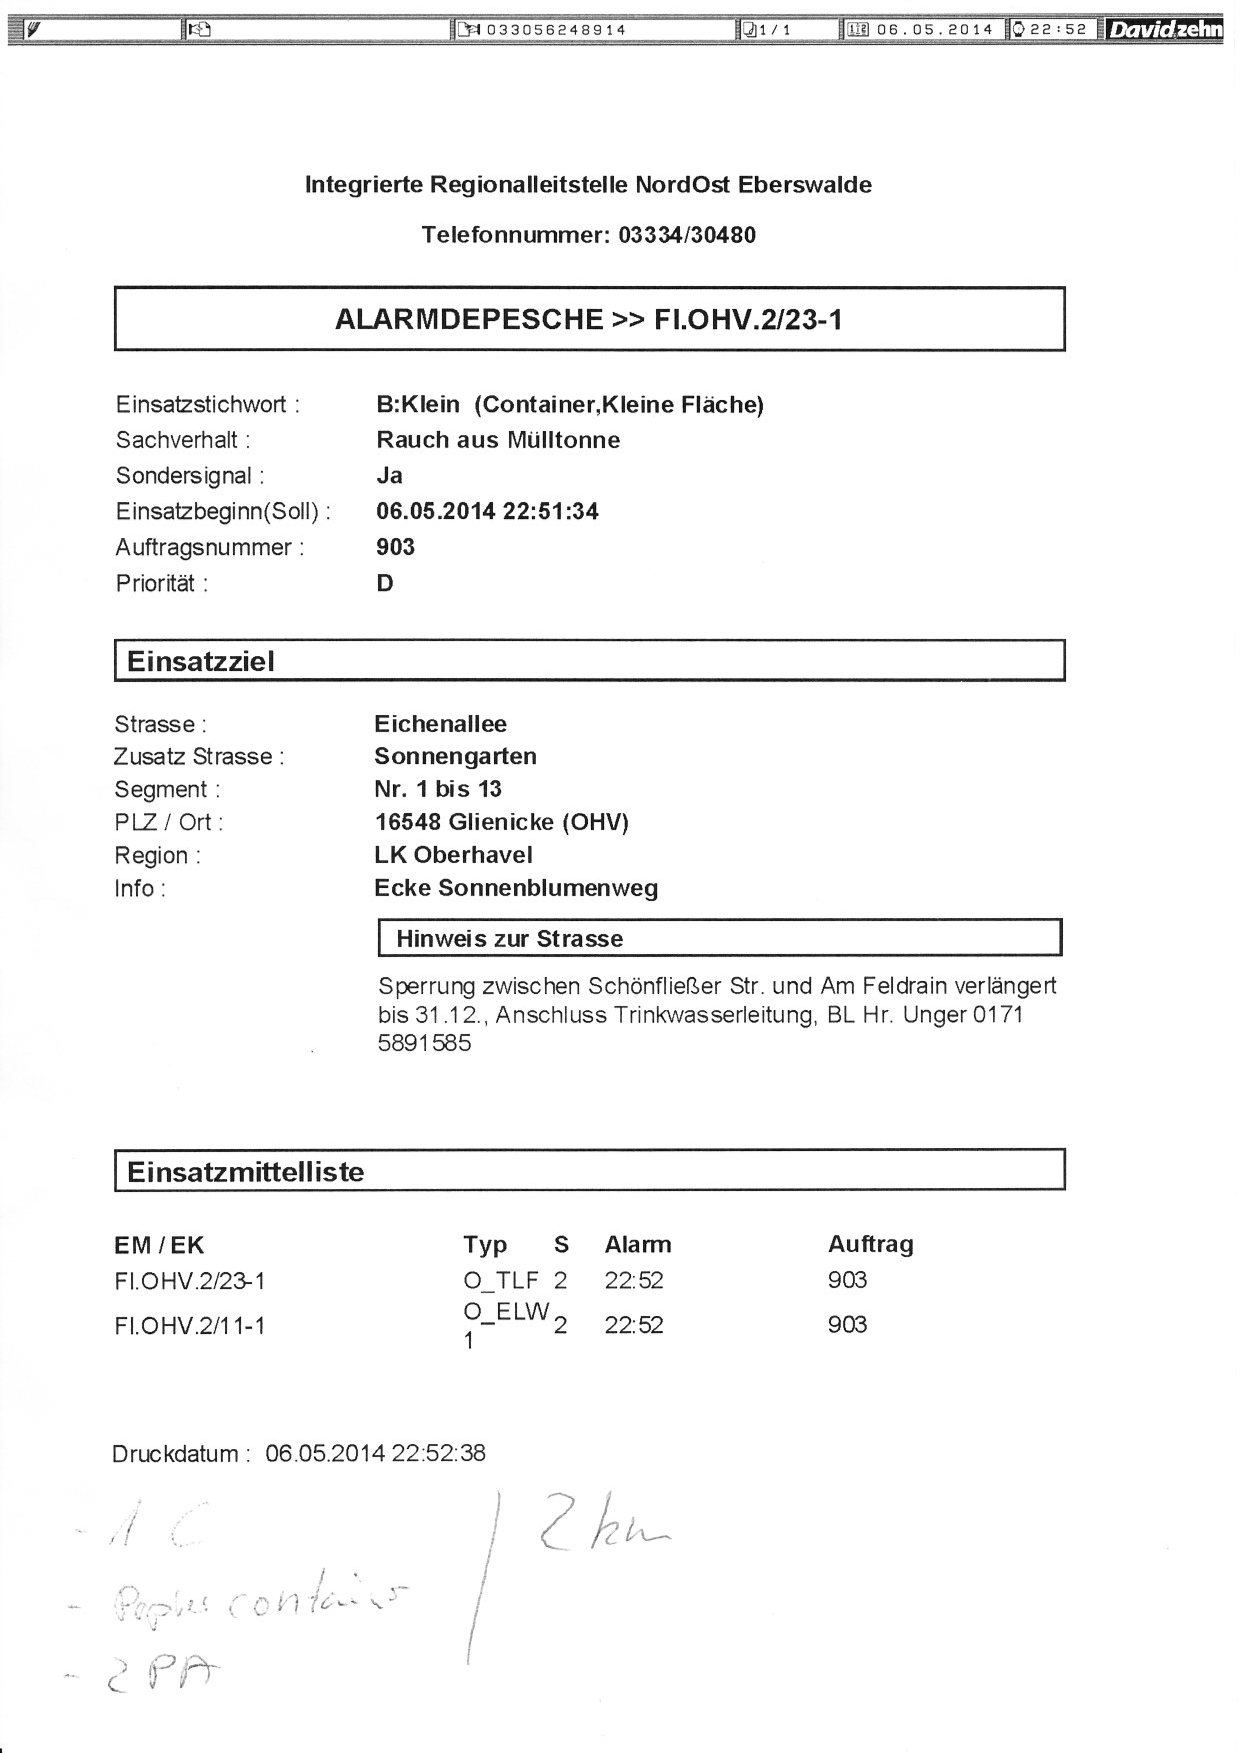 033056248914 1/1 06.05.2014 22:52 Davidzehn
Integrierte Regionalleitstelle NordOst Eberswalde
Telefonnummer: 03334/30480
ALARMDEPESCHE >> FI.OHV.2/23-1
Einsatzstichwort : B:Klein (Container,Kleine Fläche)
Sachverhalt : Rauch aus Mülltonne
Sondersignal : Ja
Einsatzbeginn(Soll) : 06.05.2014 22:51:34
Auftragsnummer : 903
Priorität : D
Einsatzziel
Strasse : Eichenallee
Zusatz Strasse : Sonnengarten
Segment : Nr. 1 bis 13
PLZ / Ort : 16548 Glienicke (OHV)
Region : LK Oberhavel
Info : Ecke Sonnenblumenweg
Hinweis zur Strasse
Sperrung zwischen Schönfließer Str. und Am Feldrain verlängert
bis 31.12., Anschluss Trinkwasserleitung, BL Hr. Unger 0171
5891585
Einsatzmittelliste
EM / EK Typ S Alarm Auftrag
FI.OHV.2/23-1 O_TLF 2 22:52 903
FI.OHV.2/11-1 O_ELW 2 22:52 903
1
Druckdatum : 06.05.2014 22:52:38
- 1 C / 2 km
- Papiercontainer
- 2 PA